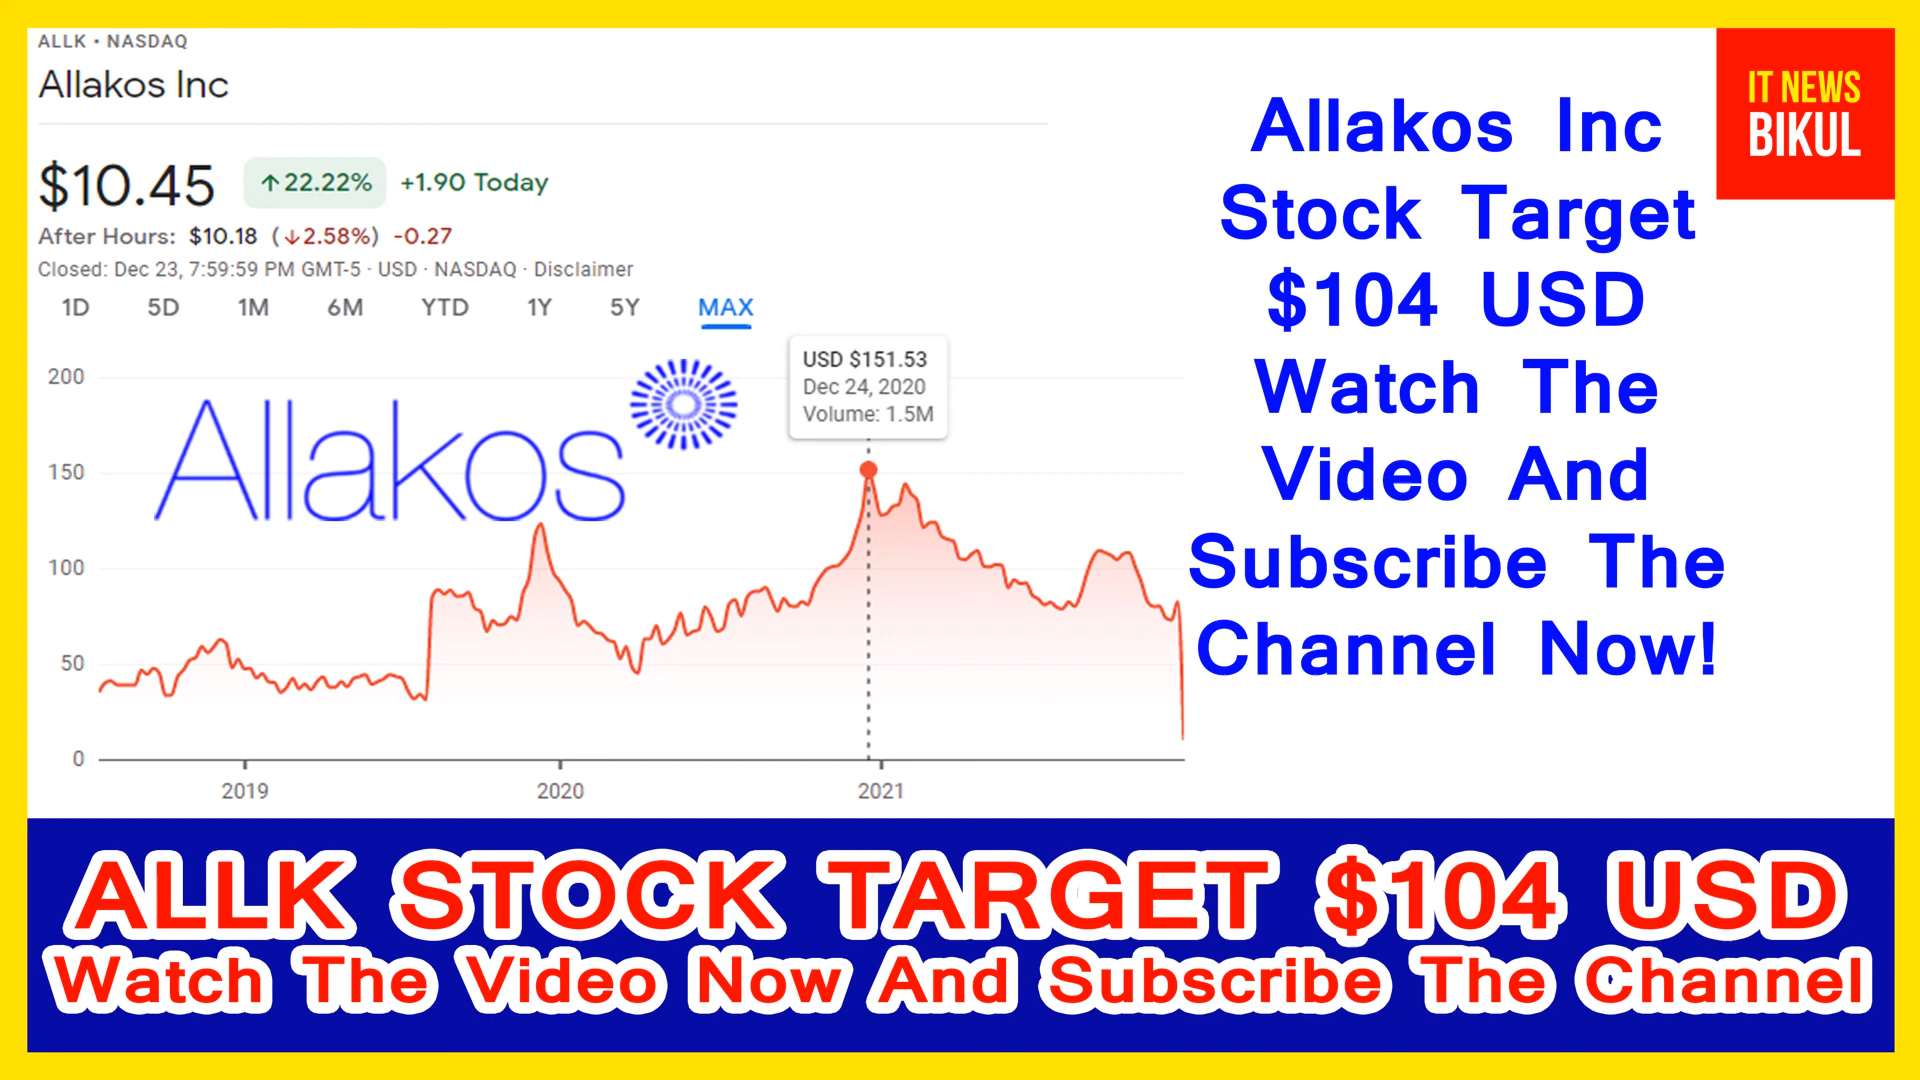 ALLK • NASDAQ
Allakos Inc
$10.45 ↑22.22% +1.90 Today
After Hours: $10.18 (↓2.58%) -0.27
Closed: Dec 23, 7:59:59 PM GMT-5 · USD · NASDAQ · Disclaimer
1D 5D 1M 6M YTD 1Y 5Y MAX
USD $151.53
Dec 24, 2020
Volume: 1.5M
200
150
100
50
0
2019 2020 2021
Allakos
Allakos Inc
Stock Target
$104 USD
Watch The
Video And
Subscribe The
Channel Now!
IT NEWS
BIKUL
ALLK STOCK TARGET $104 USD
Watch The Video Now And Subscribe The Channel